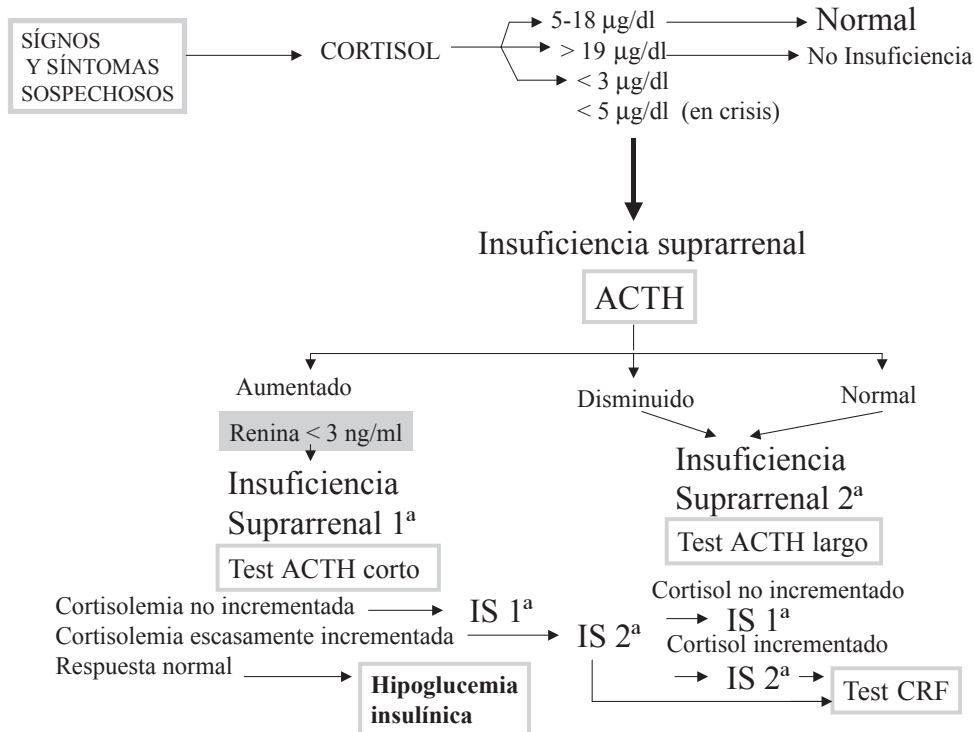 SÍGNOS
Y SÍNTOMAS
SOSPECHOSOS
CORTISOL
5-18 µg/dl
Normal
> 19 µg/dl
No Insuficiencia
< 3 µg/dl
< 5 µg/dl (en crisis)
Insuficiencia suprarrenal
ACTH
Aumentado
Disminuido
Normal
Renina < 3 ng/ml
Insuficiencia
Suprarrenal 1ª
Test ACTH corto
Insuficiencia
Suprarrenal 2ª
Test ACTH largo
Cortisolemia no incrementada
IS 1ª
Cortisolemia escasamente incrementada
IS 2ª
Respuesta normal
Hipoglucemia
insulínica
Cortisol no incrementado
IS 1ª
Cortisol incrementado
IS 2ª
Test CRF